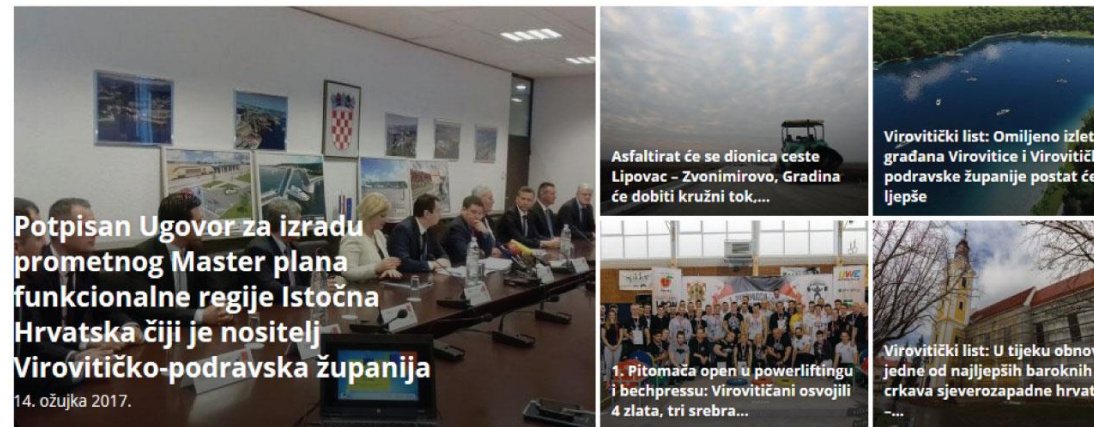 Potpisan Ugovor za izradu
prometnog Master plana
funkcionalne regije Istočna
Hrvatska čiji je nositelj
Virovitičko-podravska županija
14. ožujka 2017.
Asfaltirat će se dionica ceste
Lipovac – Zvonimirovo, Gradina
će dobiti kružni tok,...
Virovitički list: Omiljeno izlet
građana Virovitice i Virovitičk
podravske županije postat će
ljepše
1. Pitomača open u powerliftingu
i bechpressu: Virovitičani osvojili
4 zlata, tri srebra...
Virovitički list: U tijeku obnov
jedne od najljepših baroknih
crkava sjeverozapadne hrvat
–...